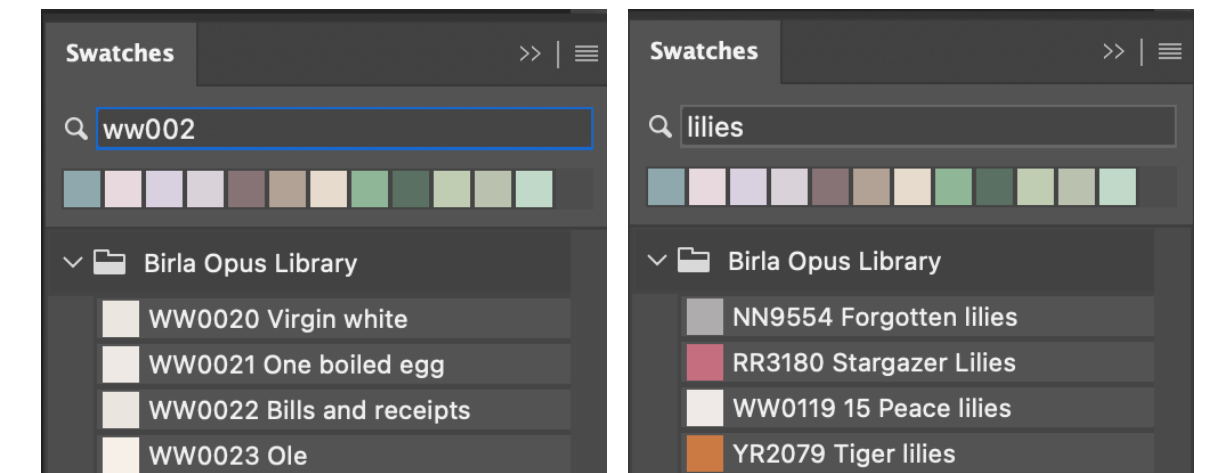 Swatches
ww002
Birla Opus Library
WW0020 Virgin white
WW0021 One boiled egg
WW0022 Bills and receipts
WW0023 Ole
Swatches
lilies
Birla Opus Library
NN9554 Forgotten lilies
RR3180 Stargazer Lilies
WW0119 15 Peace lilies
YR2079 Tiger lilies